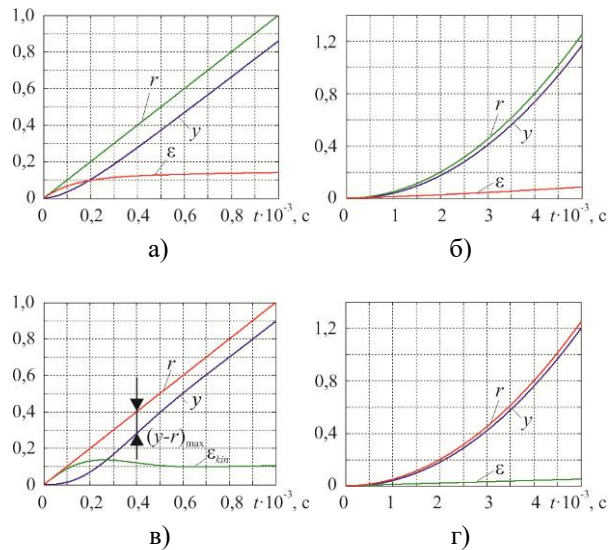 1,0
0,8
0,6
0,4
0,2
0
r
y
ε
0 0,2 0,4 0,6 0,8 t·10⁻³, с
а)
1,2
0,8
0,4
0
r
y
ε
0 1 2 3 4 t·10⁻³, с
б)
1,0
0,8
0,6
0,4
0,2
0
r
y
(y-r)max
εkin
0 0,2 0,4 0,6 0,8 t·10⁻³, с
в)
1,2
0,8
0,4
0
r
y
ε
0 1 2 3 4 t·10⁻³, с
г)